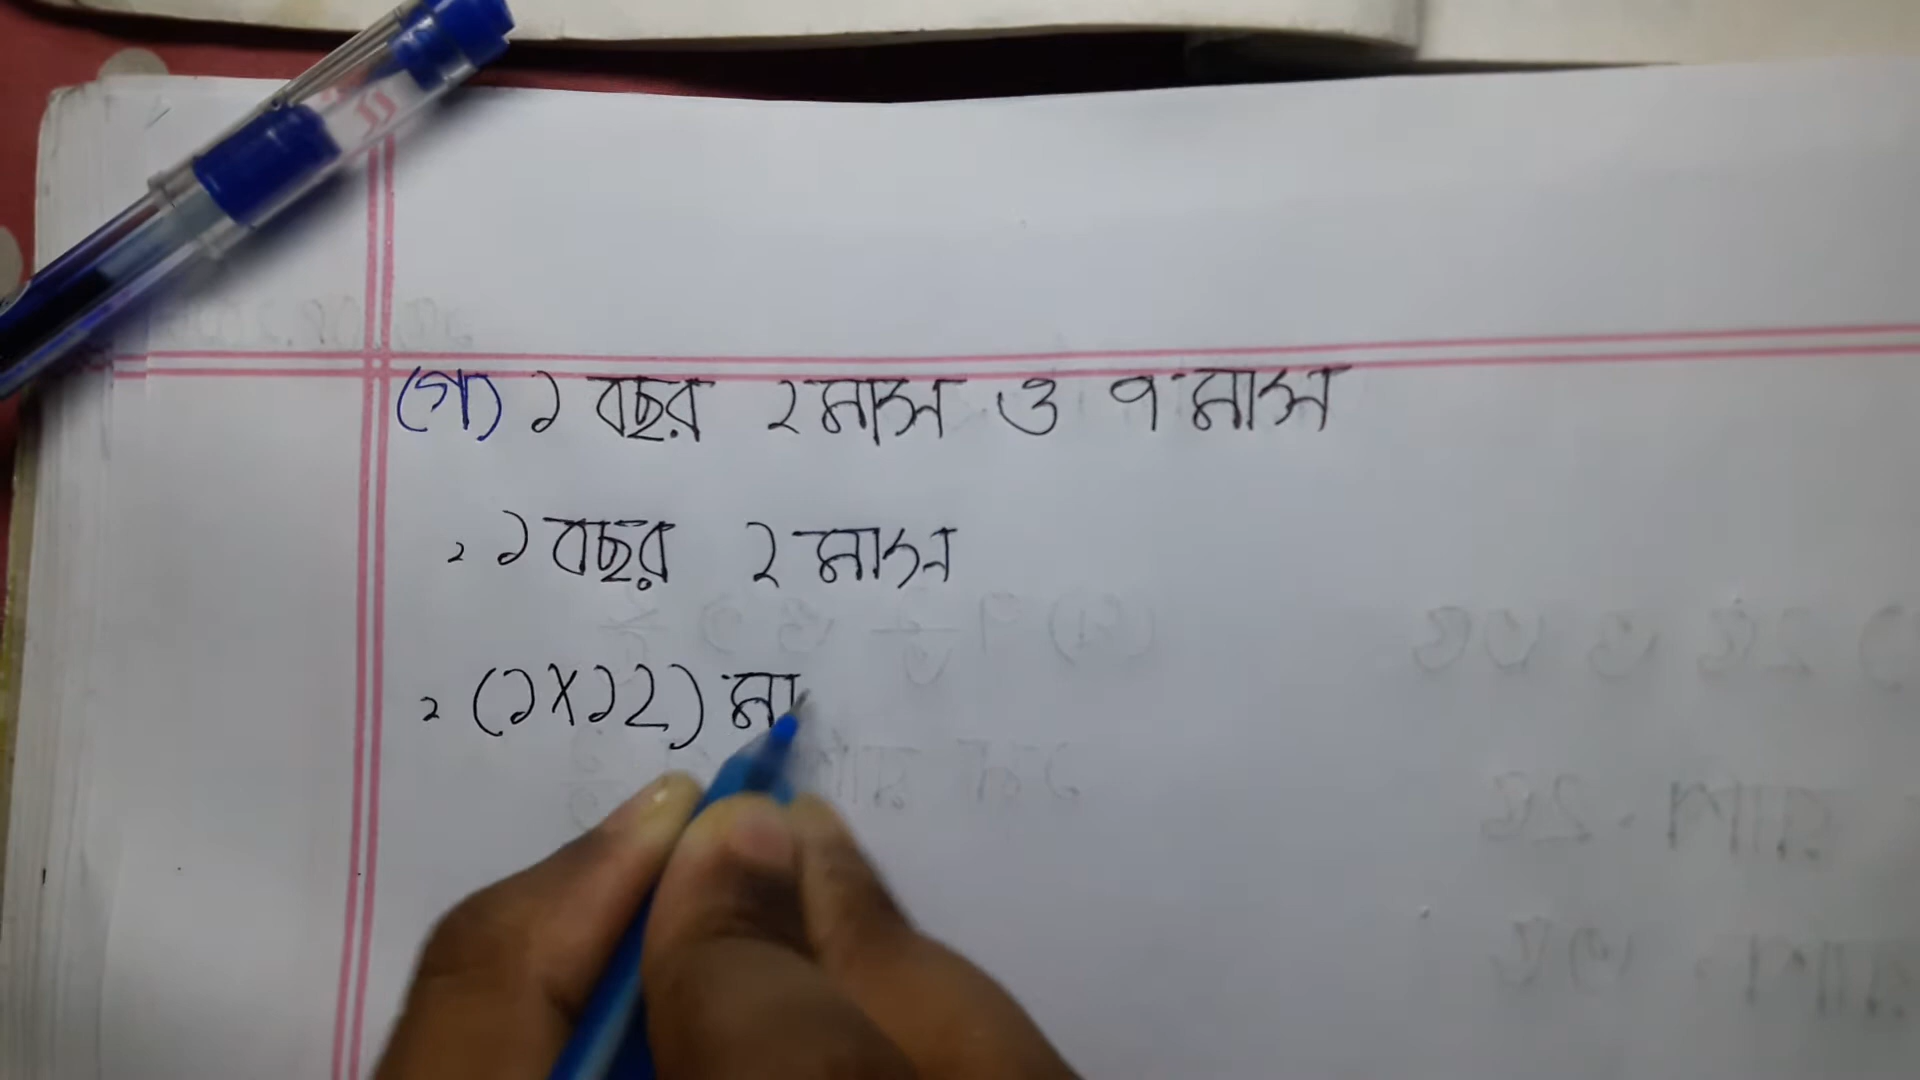 (গ) ১ বছর ২ মাস ও ৭ মাস
= ১ বছর ২ মাস
= (১×১২) মা